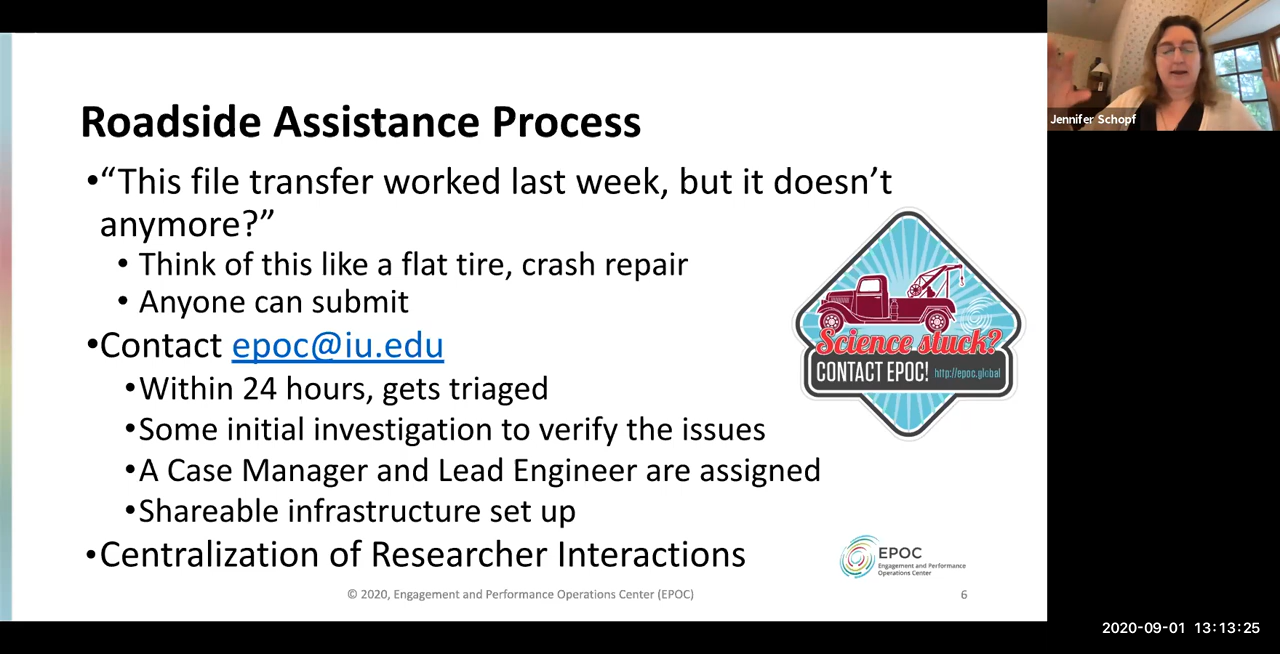 Roadside Assistance Process
•“This file transfer worked last week, but it doesn’t
anymore?”
• Think of this like a flat tire, crash repair
• Anyone can submit
•Contact epoc@iu.edu
•Within 24 hours, gets triaged
•Some initial investigation to verify the issues
•A Case Manager and Lead Engineer are assigned
•Shareable infrastructure set up
•Centralization of Researcher Interactions
Science stuck?
CONTACT EPOC! http://epoc.global
EPOC
Engagement and Performance
Operations Center
© 2020, Engagement and Performance Operations Center (EPOC)
6
Jennifer Schopf
2020-09-01 13:13:25